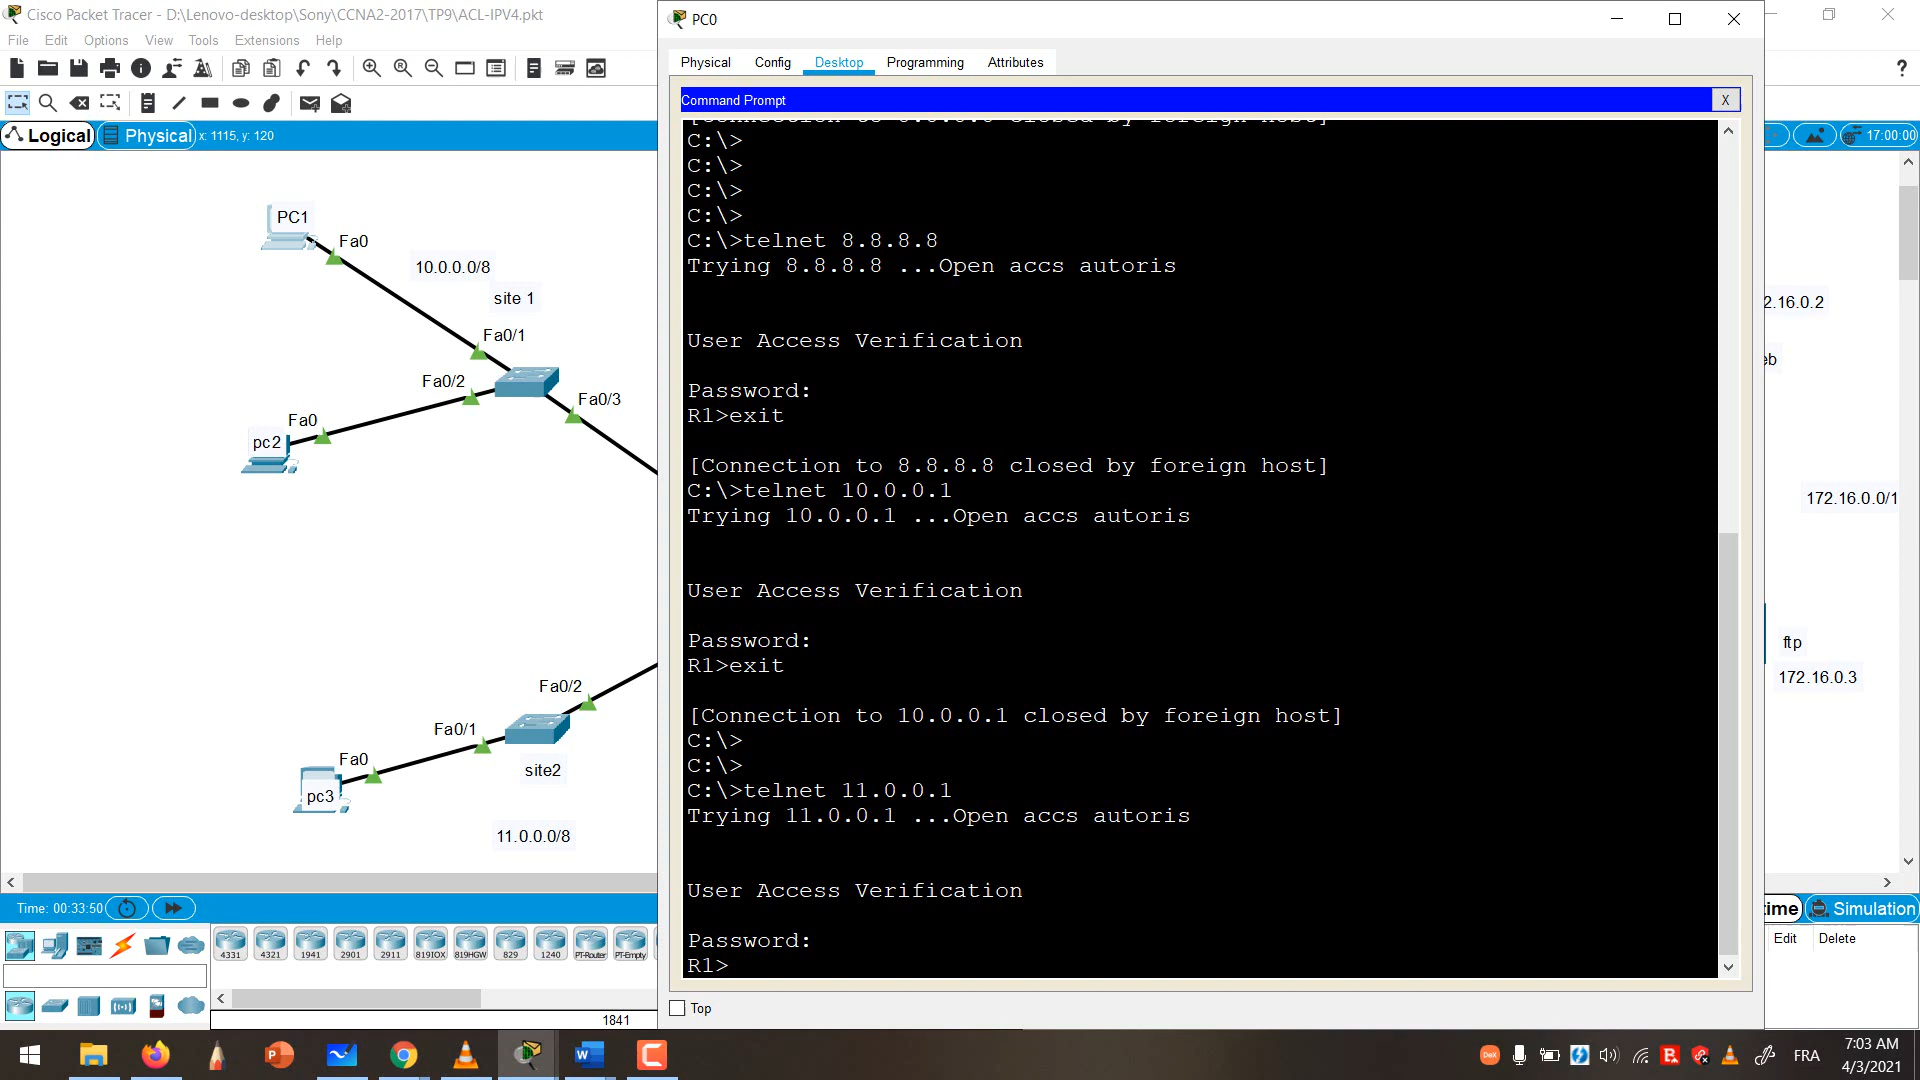 Cisco Packet Tracer - D:\Lenovo-desktop\Sony\CCNA2-2017\TP9\ACL-IPV4.pkt
File Edit Options View Tools Extensions Help
?
Logical
Physical
x: 1115, y: 120
17:00:00
PC1
Fa0
10.0.0.0/8
site 1
Fa0/1
Fa0/2
Fa0/3
Fa0
pc2
Fa0/2
Fa0/1
Fa0
site2
pc3
11.0.0.0/8
2.16.0.2
eb
172.16.0.0/1
ftp
172.16.0.3
PC0
Physical Config Desktop Programming Attributes
Command Prompt
X
C:\>
C:\>
C:\>
C:\>
C:\>telnet 8.8.8.8
Trying 8.8.8.8 ...Open accs autoris
User Access Verification
Password:
R1>exit
[Connection to 8.8.8.8 closed by foreign host]
C:\>telnet 10.0.0.1
Trying 10.0.0.1 ...Open accs autoris
User Access Verification
Password:
R1>exit
[Connection to 10.0.0.1 closed by foreign host]
C:\>
C:\>
C:\>telnet 11.0.0.1
Trying 11.0.0.1 ...Open accs autoris
User Access Verification
Password:
R1>
Top
Time: 00:33:50
time
Simulation
Edit Delete
4331 4321 1941 2901 2911 819IOX 819HGW 829 1240 PT-Router PT-Empty
1841
FRA
7:03 AM
4/3/2021